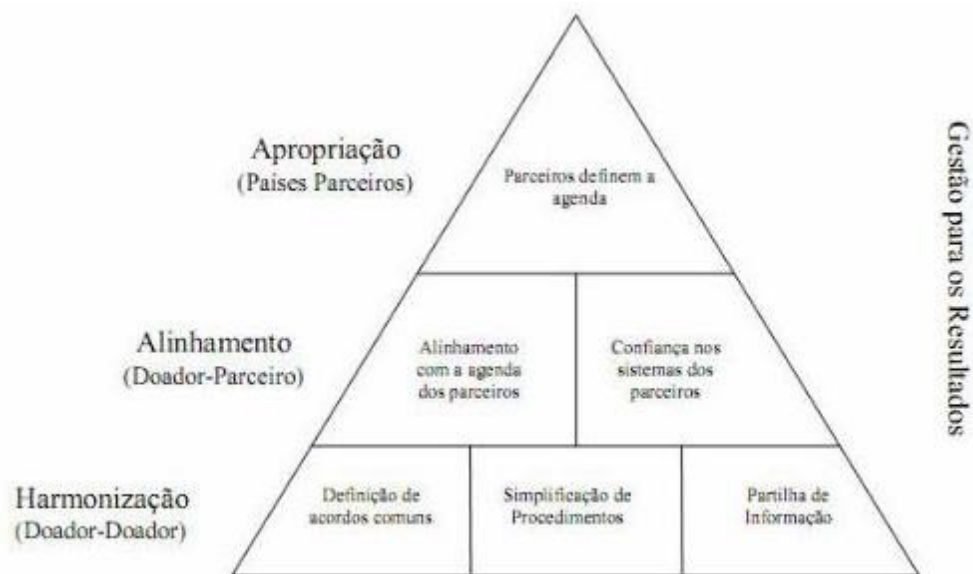 Apropriação
(Países Parceiros)
Parceiros definem a
agenda
Alinhamento
(Doador-Parceiro)
Alinhamento
com a agenda
dos parceiros
Confiança nos
sistemas dos
parceiros
Harmonização
(Doador-Doador)
Definição de
acordos comuns
Simplificação de
Procedimentos
Partilha de
Informação
Gestão para os Resultados